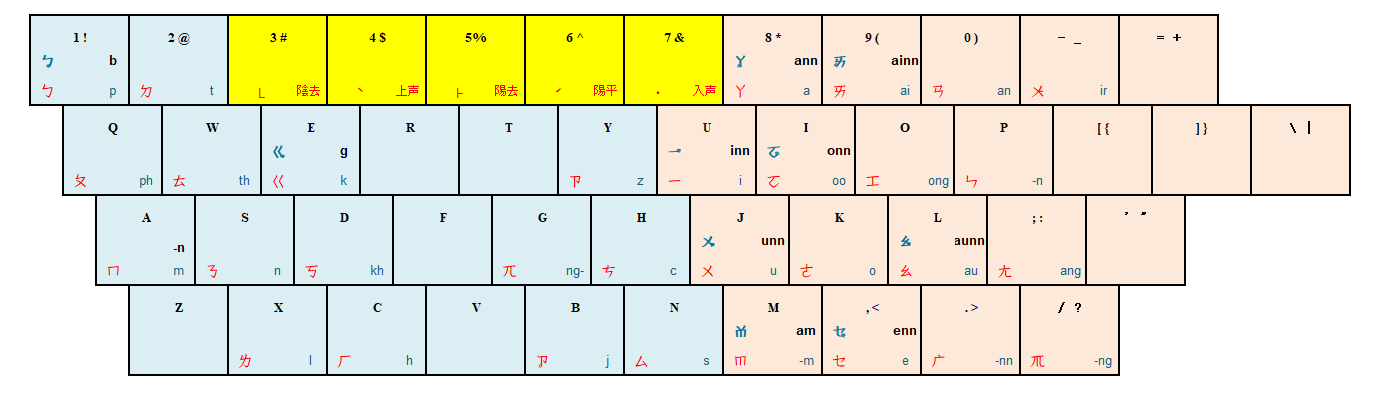 1 ! 2 @ 3 # 4 $ 5% 6 ^ 7 & 8 * 9 ( 0 ) － _ = +
ㆠ b ㆩ ann ㆮ ainn
ㄅ p ㄉ t ˪ 陰去 ˋ 上声 ˫ 陽去 ˊ 陽平 ˙ 入声 ㄚ a ㄞ ai ㄢ an ㆨ ir
Q W E R T Y U I O P [ { ] } \ |
ㆣ g ㆪ inn ㆧ onn
ㄆ ph ㄊ th ㄍ k ㄗ z ㄧ i ㆦ oo ㆲ ong ㄣ -n
A S D F G H J K L ; : ' "
-n ㆫ unn ㆯ aunn
ㄇ m ㄋ n ㄎ kh ㄫ ng- ㄘ c ㄨ u ㄜ o ㄠ au ㄤ ang
Z X C V B N M , < . > / ?
ㆰ am ㆥ enn
ㄌ l ㄏ h ㆢ j ㄙ s ㆬ -m ㆤ e 广 -nn ㆭ -ng